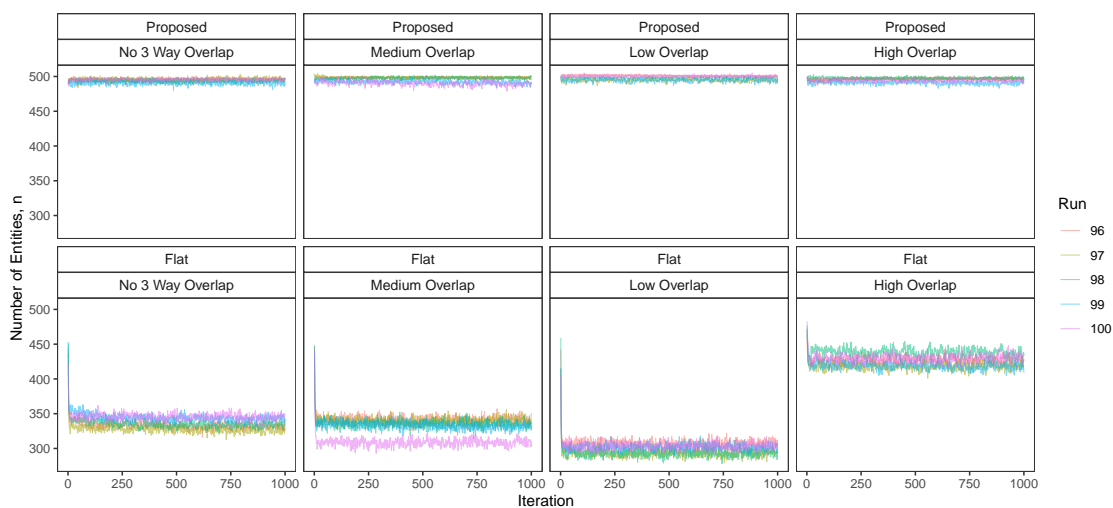 Proposed Proposed Proposed Proposed
No 3 Way Overlap Medium Overlap Low Overlap High Overlap
500
450
400
350
300
Flat Flat Flat Flat
No 3 Way Overlap Medium Overlap Low Overlap High Overlap
500
450
400
350
300
0 250 500 750 1000 0 250 500 750 1000 0 250 500 750 1000 0 250 500 750 1000
Iteration
Number of Entities, n
Run
96
97
98
99
100